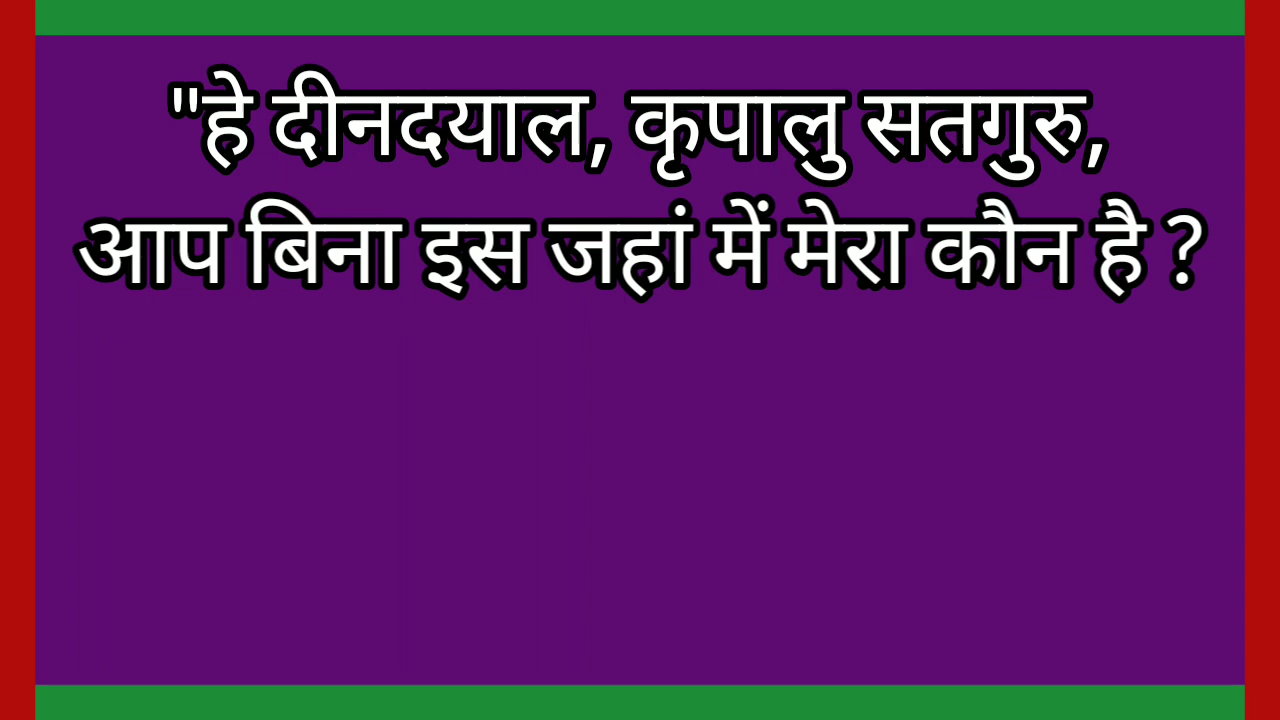 "हे दीनदयाल, कृपालु सतगुरु,
आप बिना इस जहां में मेरा कौन है ?